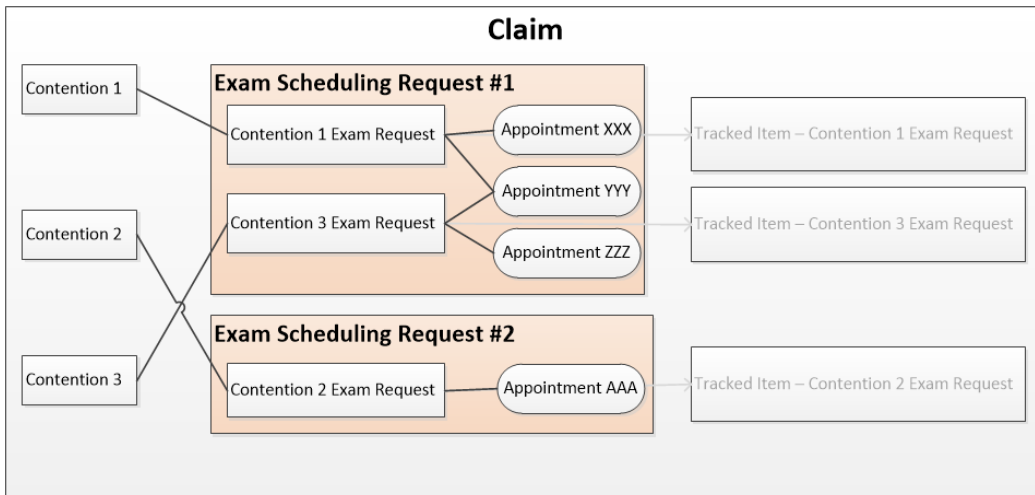 Claim
Contention 1
Contention 2
Contention 3
Exam Scheduling Request #1
Contention 1 Exam Request
Contention 3 Exam Request
Appointment XXX
Appointment YYY
Appointment ZZZ
Exam Scheduling Request #2
Contention 2 Exam Request
Appointment AAA
Tracked Item – Contention 1 Exam Request
Tracked Item – Contention 3 Exam Request
Tracked Item – Contention 2 Exam Request